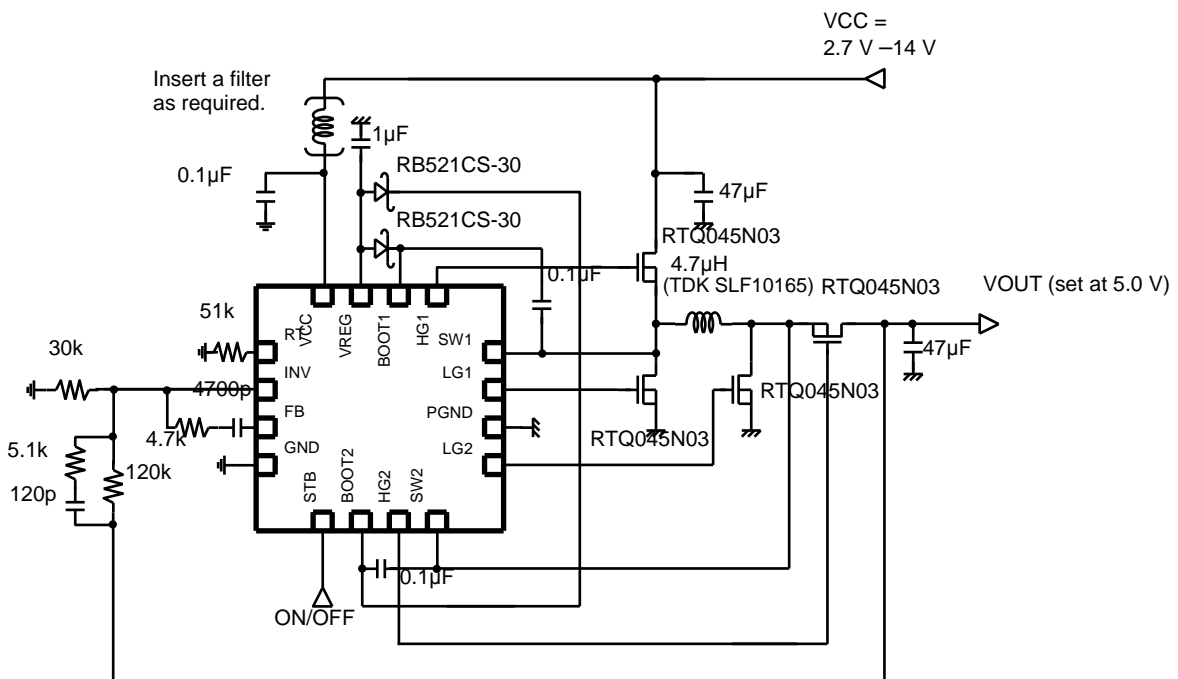 VCC =
2.7 V –14 V
Insert a filter
as required.
1µF
RB521CS-30
0.1µF
47µF
RB521CS-30
RTQ045N03
4.7µH
0.1µF
(TDK SLF10165)
RTQ045N03
VOUT (set at 5.0 V)
51k
RT
VCC
VREG
BOOT1
HG1
SW1
30k
47µF
INV
LG1
4700p
RTQ045N03
FB
PGND
4.7k
RTQ045N03
5.1k
GND
LG2
120k
120p
STB
BOOT2
HG2
SW2
0.1µF
ON/OFF